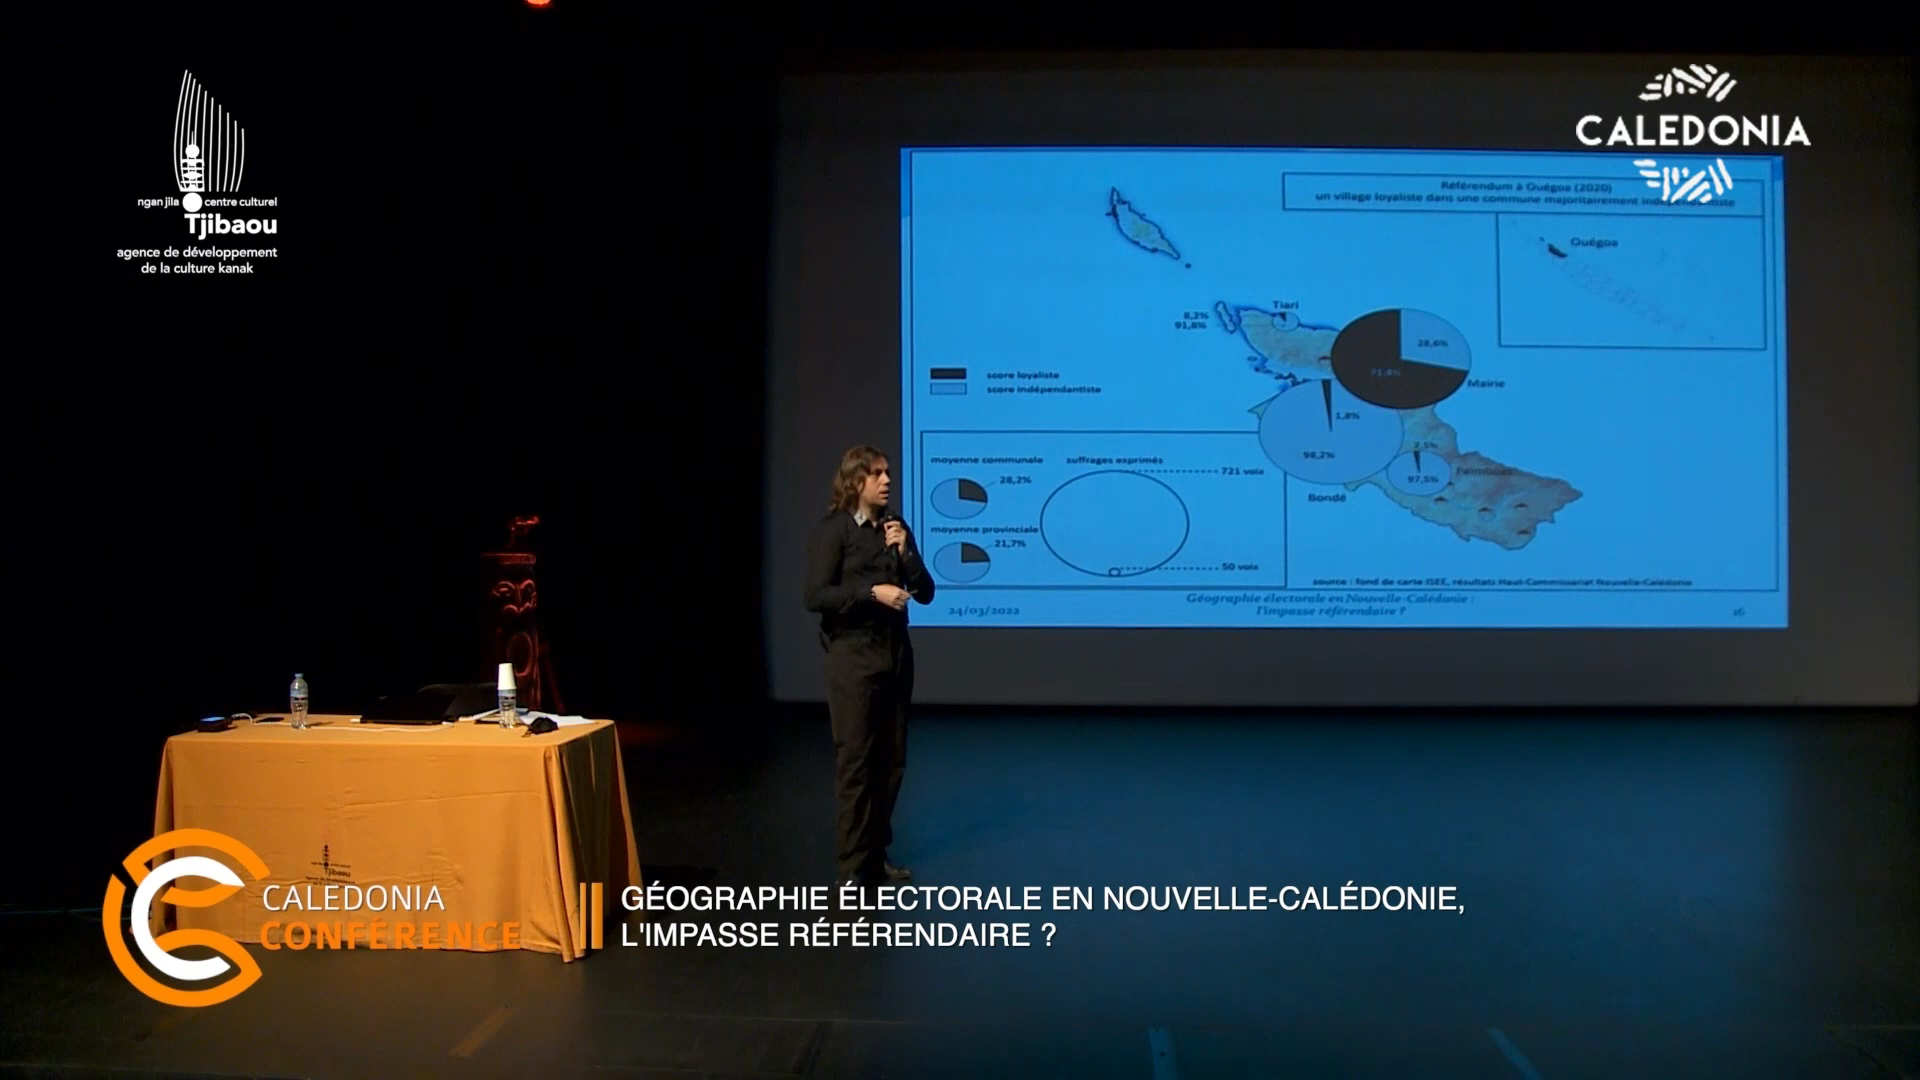 ngan jila centre culturel
Tjibaou
agence de développement
de la culture kanak
CALEDONIA
Référendum à Ouégoa (2020)
un village loyaliste dans une commune majoritairement indépendantiste
Ouégoa
Tiari
8,2%
91,8%
28,6%
71,4%
Mairie
score loyaliste
score indépendantiste
1,8%
98,2%
Bondé
2,5%
97,5%
moyenne communale
28,2%
suffrages exprimés
721 voix
moyenne provinciale
21,7%
50 voix
source : fond de carte ISEE, résultats Haut-Commissariat Nouvelle-Calédonie
24/03/2022
Géographie électorale en Nouvelle-Calédonie :
l'impasse référendaire ?
16
Tjibaou
CALEDONIA
CONFÉRENCE
GÉOGRAPHIE ÉLECTORALE EN NOUVELLE-CALÉDONIE,
L'IMPASSE RÉFÉRENDAIRE ?